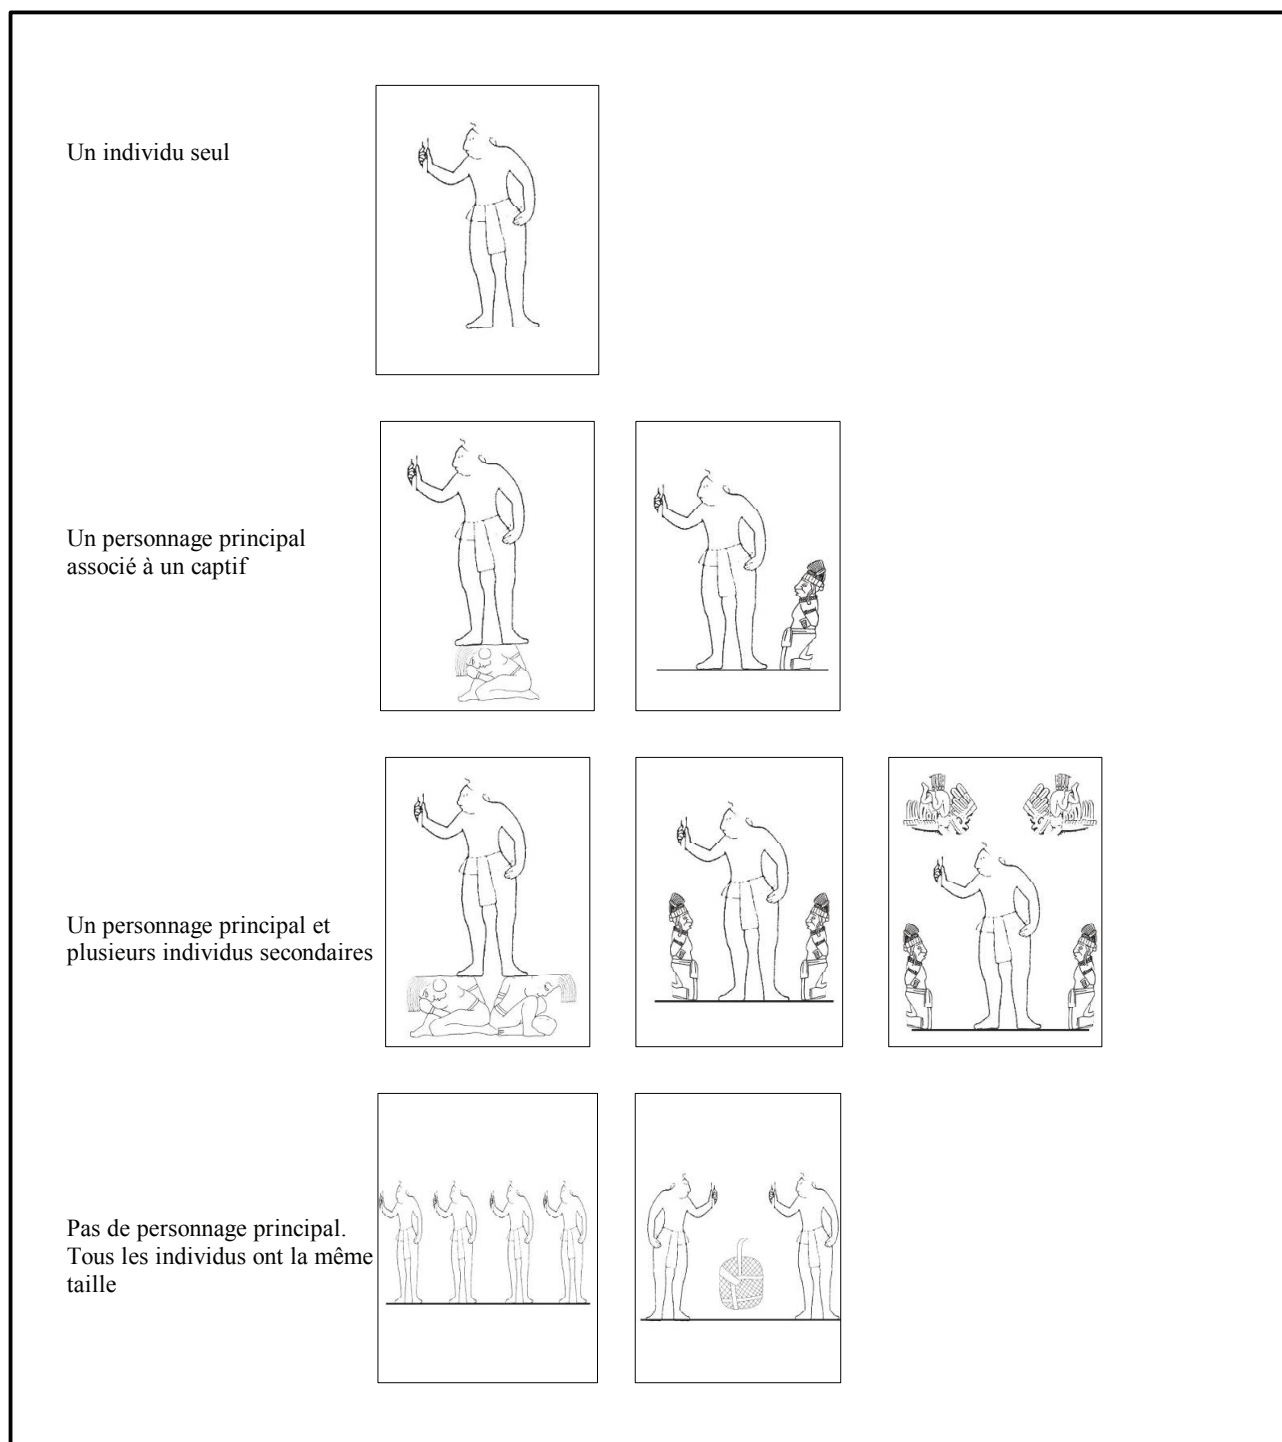 Un individu seul
Un personnage principal
associé à un captif
Un personnage principal et
plusieurs individus secondaires
Pas de personnage principal.
Tous les individus ont la même
taille